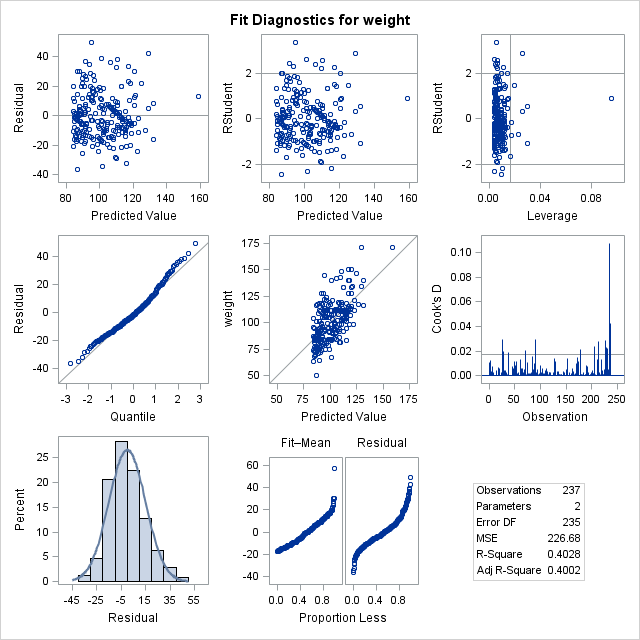 Fit Diagnostics for weight
Residual
40
20
0
-20
-40
80 100 120 140 160
Predicted Value
RStudent
2
0
-2
80 100 120 140 160
Predicted Value
RStudent
2
0
-2
0.00 0.04 0.08
Leverage
Residual
40
20
0
-20
-40
-3 -2 -1 0 1 2 3
Quantile
weight
175
150
125
100
75
50
50 75 100 125 150 175
Predicted Value
Cook's D
0.10
0.08
0.06
0.04
0.02
0.00
0 50 100 150 200 250
Observation
Percent
25
20
15
10
5
0
-45 -25 -5 15 35 55
Residual
Fit–Mean Residual
60
40
20
0
-20
-40
0.0 0.4 0.8 0.0 0.4 0.8
Proportion Less
Observations 237
Parameters 2
Error DF 235
MSE 226.68
R-Square 0.4028
Adj R-Square 0.4002